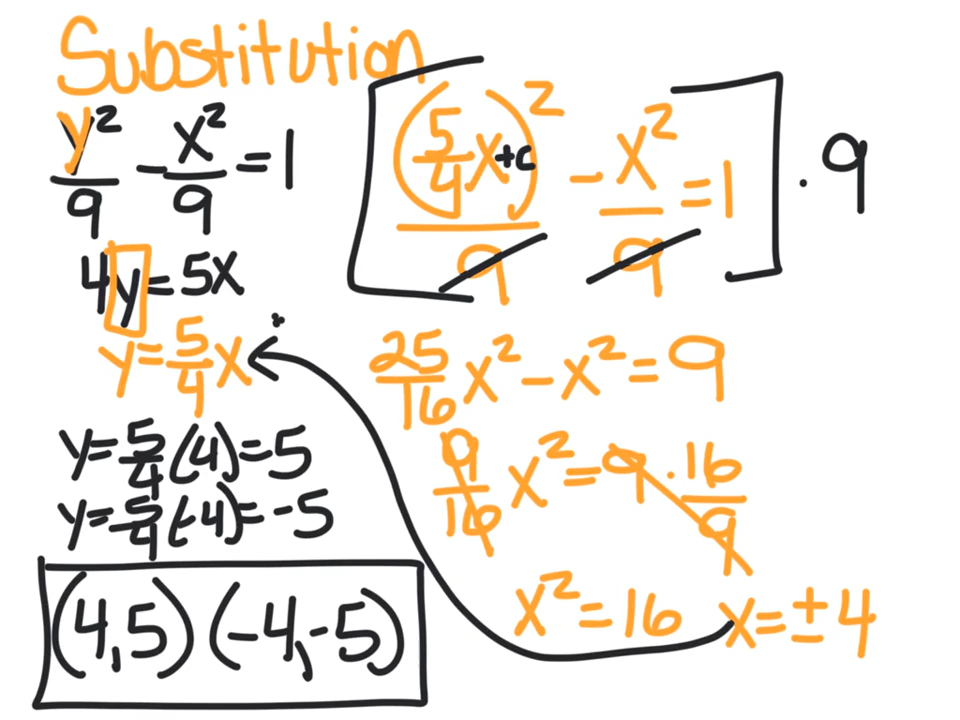 Substitution
y²/9 - x²/9 = 1
4y = 5x
y = 5/4 x
y = 5/4 (4) = 5
y = 5/4 (-4) = -5
(4,5) (-4,-5)
[(5/4 x+c)²/9 - x²/9 = 1] · 9
25/16 x² - x² = 9
9/16 x² = 9 · 16/9
x² = 16 x = ± 4